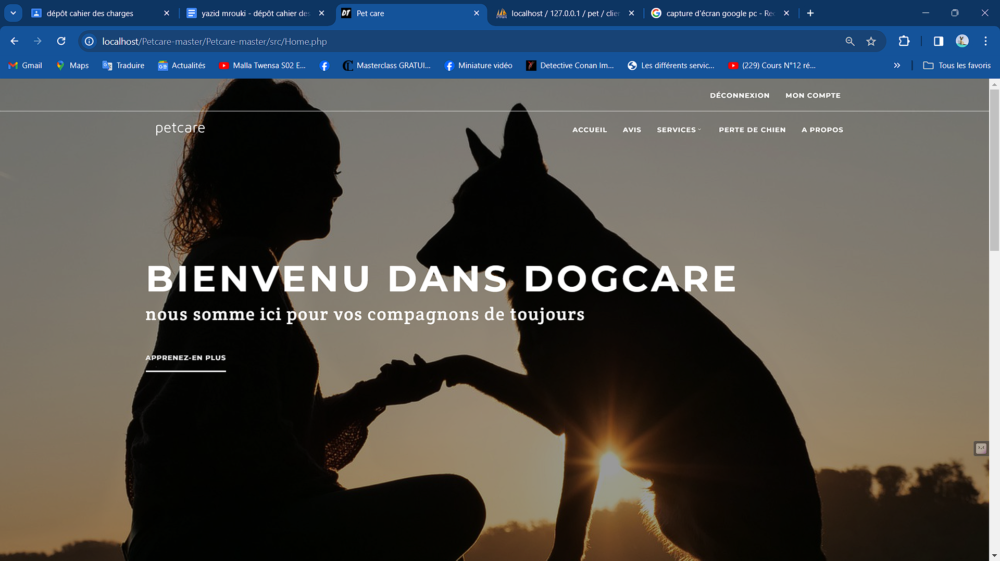 dépôt cahier des charges
yazid mrouki - dépôt cahier des
DT Pet care
localhost / 127.0.0.1 / pet / clien
capture d'écran google pc - Rec
localhost/Petcare-master/Petcare-master/src/Home.php
Gmail
Maps
Traduire
Actualités
Malla Twensa S02 E...
Masterclass GRATUI...
Miniature vidéo
Detective Conan Im...
Les différents servic...
(229) Cours N°12 ré...
Tous les favoris
DÉCONNEXION MON COMPTE
petcare
ACCUEIL AVIS SERVICES PERTE DE CHIEN A PROPOS
BIENVENU DANS DOGCARE
nous somme ici pour vos compagnons de toujours
APPRENEZ-EN PLUS